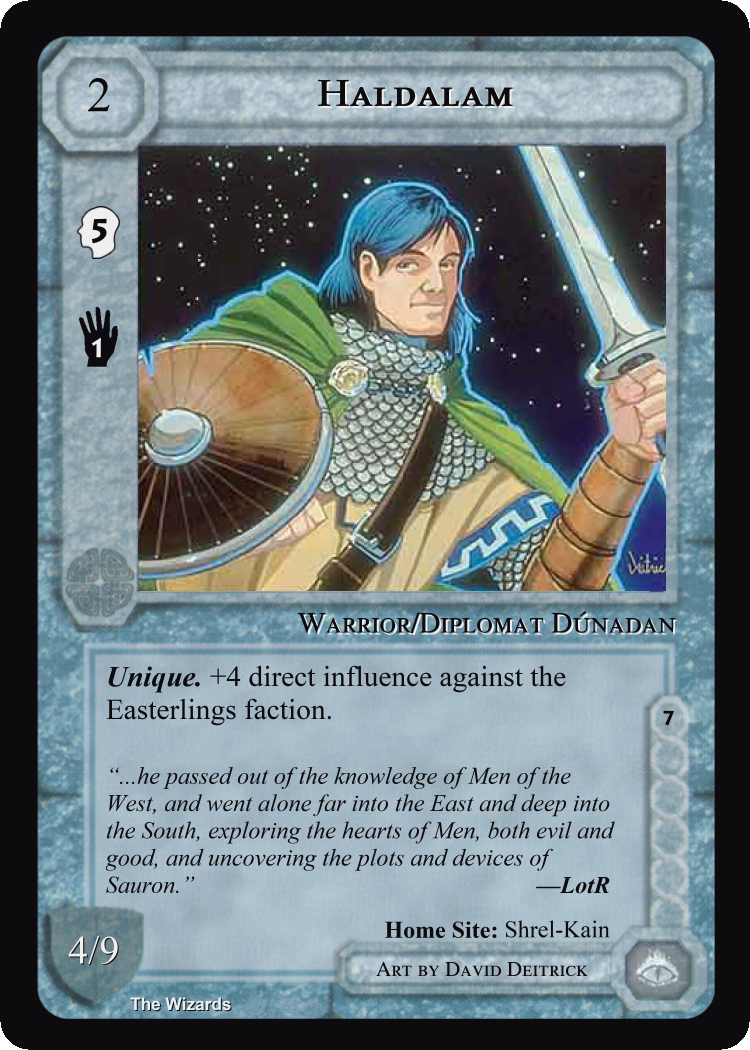 2
HALDALAM
5
1
Deitric
WARRIOR/DIPLOMAT DÚNADAN
Unique. +4 direct influence against the
Easterlings faction.
7
“...he passed out of the knowledge of Men of the
West, and went alone far into the East and deep into
the South, exploring the hearts of Men, both evil and
good, and uncovering the plots and devices of
Sauron.” —LotR
Home Site: Shrel-Kain
4/9
ART BY DAVID DEITRICK
The Wizards